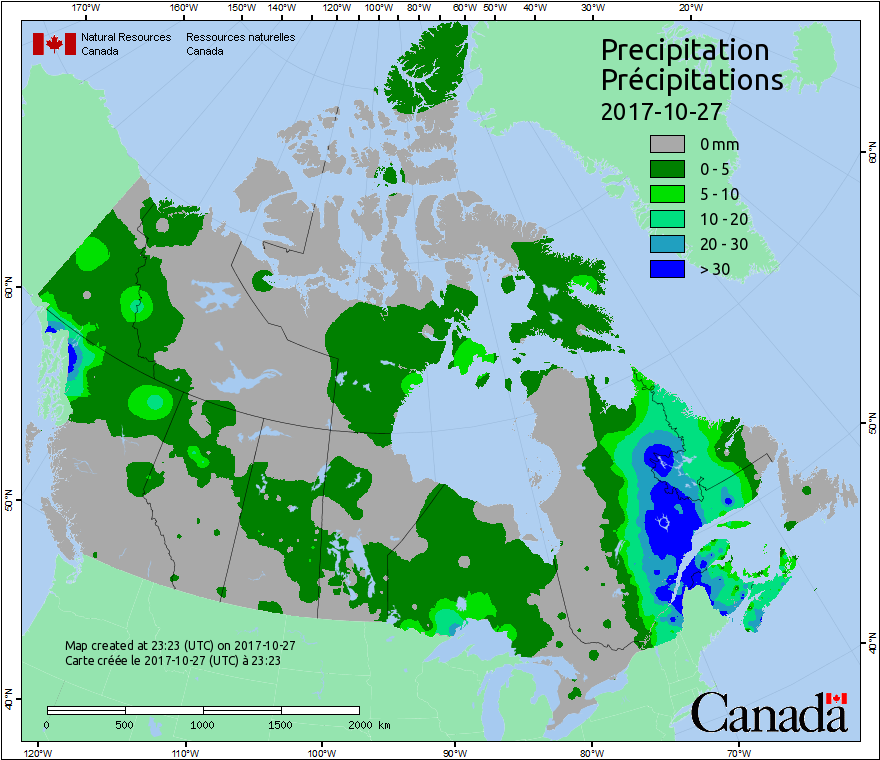 170°W 160°W 150°W 140°W 120°W 100°W 80°W 60°W 50°W 40°W 30°W 20°W
Natural Resources Ressources naturelles
Canada Canada
Precipitation
Précipitations
2017-10-27
0 mm
0 - 5
5 - 10
10 - 20
20 - 30
> 30
60°N
60°N
50°N
50°N
40°N
40°N
Map created at 23:23 (UTC) on 2017-10-27
Carte créée le 2017-10-27 (UTC) à 23:23
0 500 1000 1500 2000 km
Canada
120°W 110°W 100°W 90°W 80°W 70°W